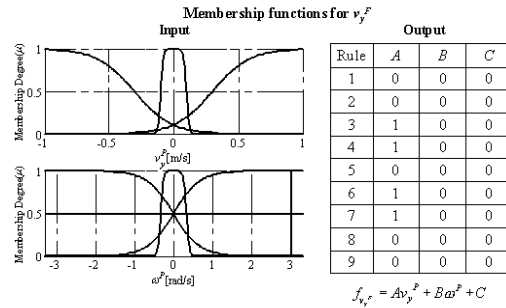 Membership functions for v_y^F
Input
Membership Degree(μ)
1
0.5
0
-1 -0.5 0 0.5 1
v_y^P[m/s]
Membership Degree(μ)
1
0.5
0
-3 -2 -1 0 1 2 3
ω^P[rad/s]
Output
Rule A B C
1 0 0 0
2 0 0 0
3 1 0 0
4 1 0 0
5 0 0 0
6 1 0 0
7 1 0 0
8 0 0 0
9 0 0 0
f_{v_y^F} = Av_y^P + Bω^P + C